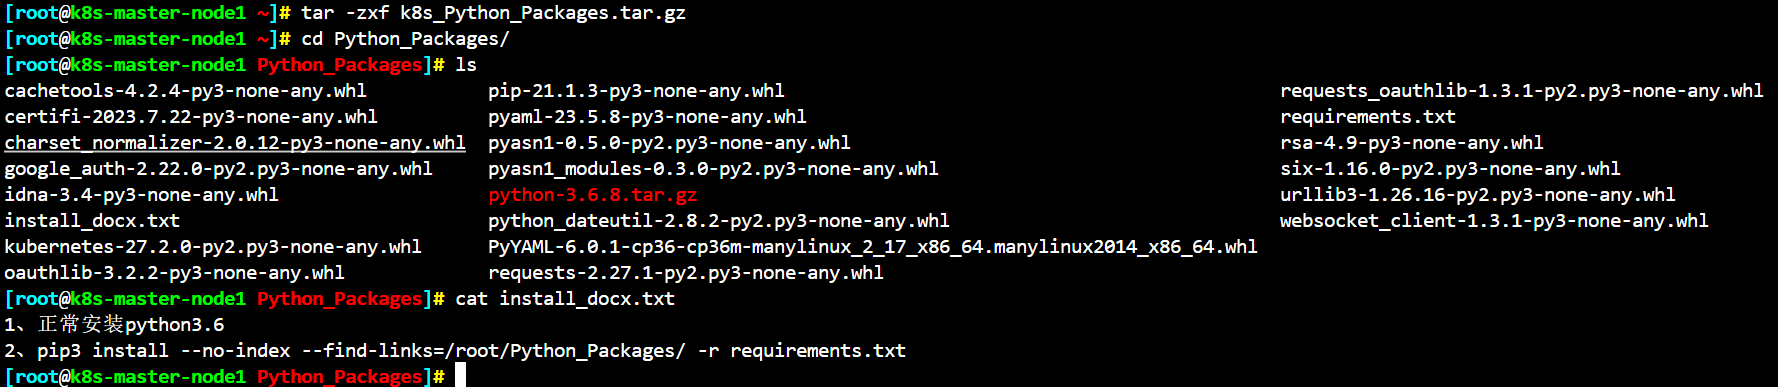 [root@k8s-master-node1 ~]# tar -zxf k8s_Python_Packages.tar.gz
[root@k8s-master-node1 ~]# cd Python_Packages/
[root@k8s-master-node1 Python_Packages]# ls
cachetools-4.2.4-py3-none-any.whl pip-21.1.3-py3-none-any.whl requests_oauthlib-1.3.1-py2.py3-none-any.whl
certifi-2023.7.22-py3-none-any.whl pyaml-23.5.8-py3-none-any.whl requirements.txt
charset_normalizer-2.0.12-py3-none-any.whl pyasn1-0.5.0-py2.py3-none-any.whl rsa-4.9-py3-none-any.whl
google_auth-2.22.0-py2.py3-none-any.whl pyasn1_modules-0.3.0-py2.py3-none-any.whl six-1.16.0-py2.py3-none-any.whl
idna-3.4-py3-none-any.whl python-3.6.8.tar.gz urllib3-1.26.16-py2.py3-none-any.whl
install_docx.txt python_dateutil-2.8.2-py2.py3-none-any.whl websocket_client-1.3.1-py3-none-any.whl
kubernetes-27.2.0-py2.py3-none-any.whl PyYAML-6.0.1-cp36-cp36m-manylinux_2_17_x86_64.manylinux2014_x86_64.whl
oauthlib-3.2.2-py3-none-any.whl requests-2.27.1-py2.py3-none-any.whl
[root@k8s-master-node1 Python_Packages]# cat install_docx.txt
1、正常安装python3.6
2、pip3 install --no-index --find-links=/root/Python_Packages/ -r requirements.txt
[root@k8s-master-node1 Python_Packages]#